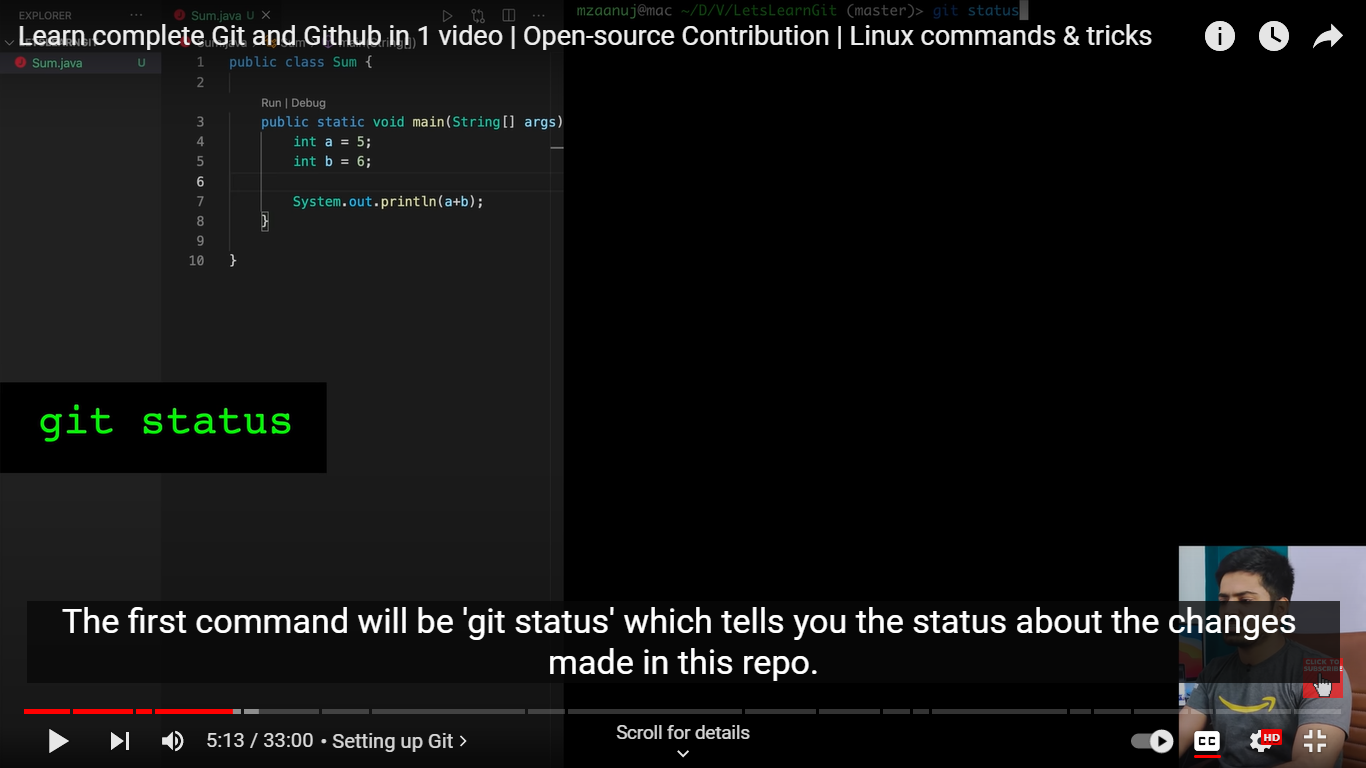 EXPLORER
Sum.java U
mzaanuj@mac ~/D/V/LetsLearnGit (master)> git status
Learn complete Git and Github in 1 video | Open-source Contribution | Linux commands & tricks
Sum.java U
1 public class Sum {
2
Run | Debug
3 public static void main(String[] args)
4 int a = 5;
5 int b = 6;
6
7 System.out.println(a+b);
8 }
9
10 }
git status
The first command will be 'git status' which tells you the status about the changes
made in this repo.
CLICK TO
SUBSCRIBE
5:13 / 33:00 • Setting up Git >
Scroll for details
CC
HD